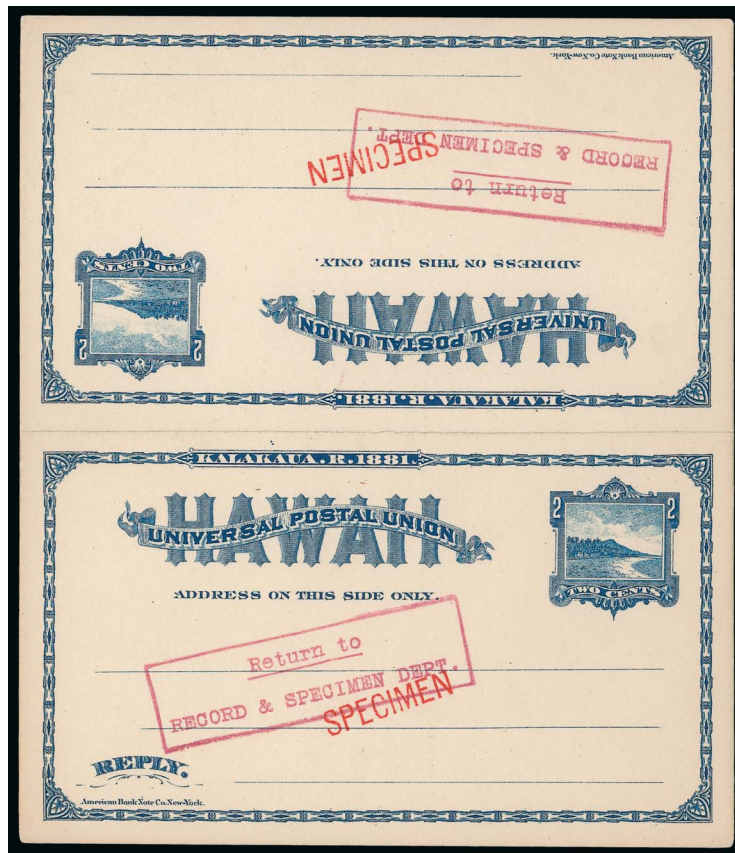 American Bank Note Co. New-York.
Return to
RECORD & SPECIMEN DEPT.
SPECIMEN
ADDRESS ON THIS SIDE ONLY.
HAWAII
UNIVERSAL POSTAL UNION
2 2
TWO CENTS
KALAKAUA. R. 1881.
KALAKAUA. R. 1881.
HAWAII
UNIVERSAL POSTAL UNION
2 2
TWO CENTS
ADDRESS ON THIS SIDE ONLY.
Return to
RECORD & SPECIMEN DEPT.
SPECIMEN
REPLY.
American Bank Note Co. New-York.